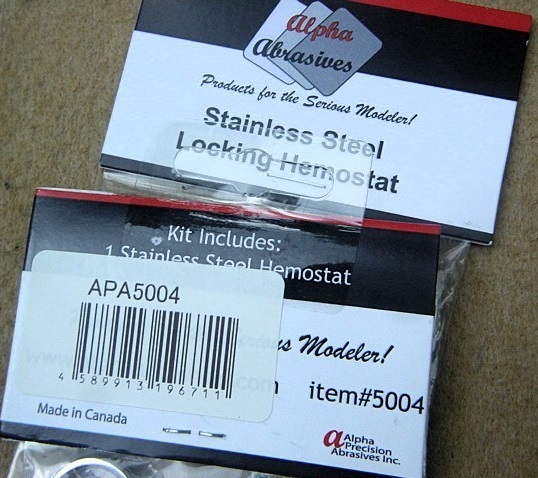 Alpha
Abrasives
Products for the Serious Modeler!
Stainless Steel
Locking Hemostat
Kit Includes:
1 Stainless Steel Hemostat
APA5004
4 589913 196711
Modeler!
item#5004
Made in Canada
Alpha
Precision
Abrasives Inc.